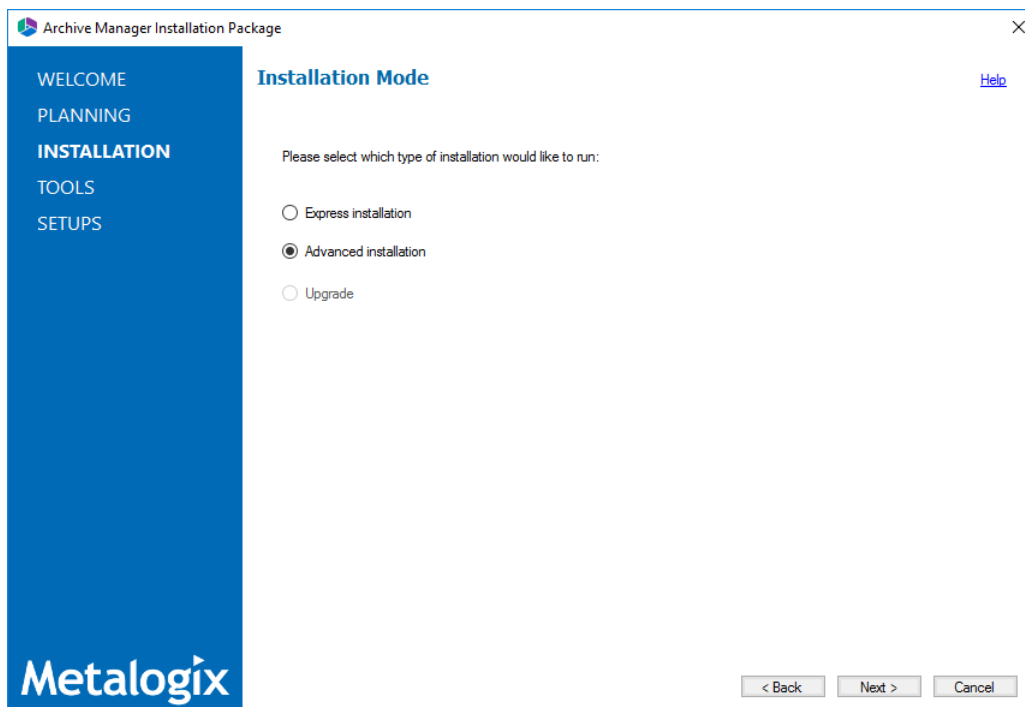 Archive Manager Installation Package
WELCOME
PLANNING
INSTALLATION
TOOLS
SETUPS
Installation Mode
Help
Please select which type of installation would like to run:
Express installation
Advanced installation
Upgrade
Metalogix
< Back
Next >
Cancel